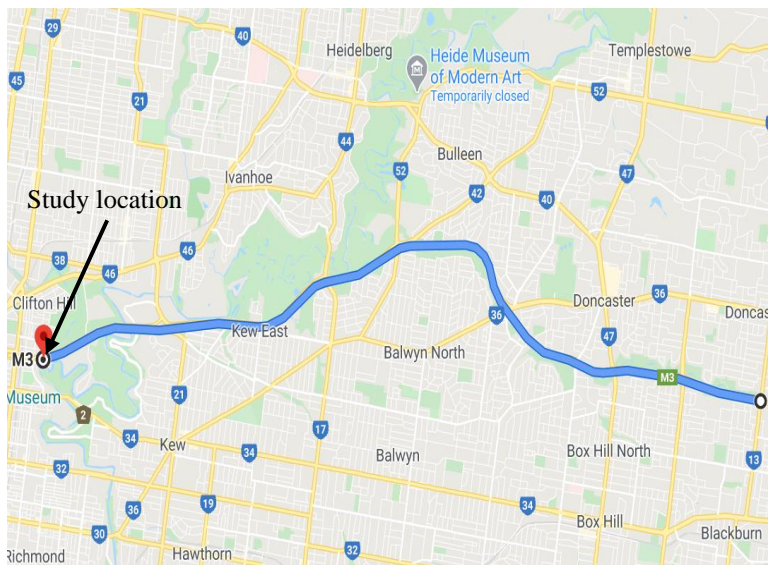 29
40
Heidelberg
Templestowe
Heide Museum
of Modern Art
Temporarily closed
45
21
52
44
Bulleen
Ivanhoe
52
47
42
40
Study location
46
38
46
Clifton Hill
Doncaster
36
Doncas
36
Kew East
47
M3
Balwyn North
M3
Museum
21
2
34
Kew
17
34
Balwyn
Box Hill North
13
32
19
34
36
Box Hill
30
Blackburn
Richmond
Hawthorn
32